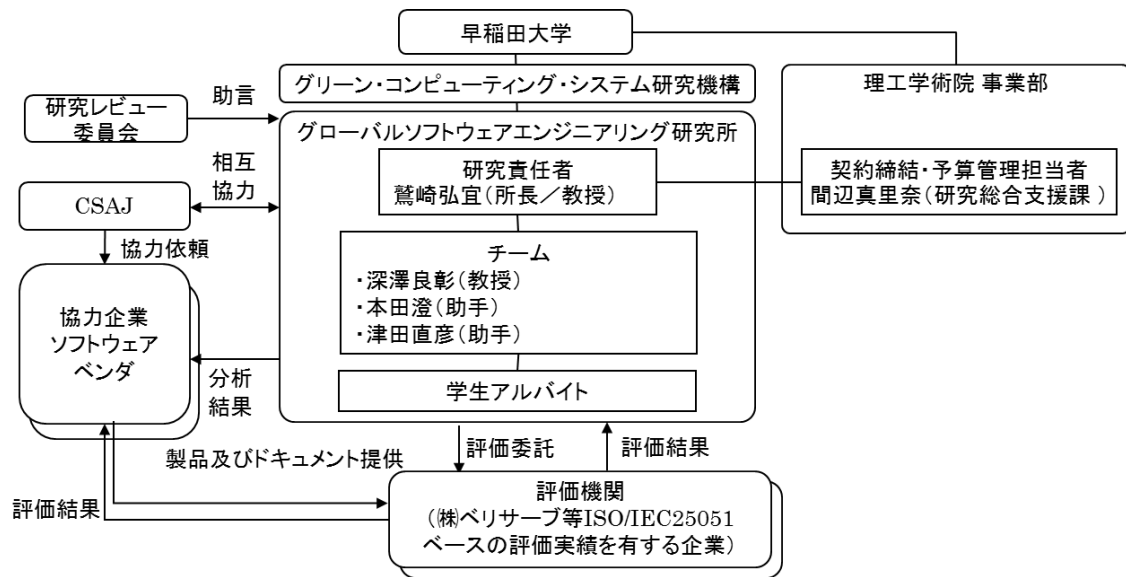 早稲田大学
グリーン・コンピューティング・システム研究機構
理工学術院 事業部
研究レビュー
委員会
助言
グローバルソフトウェアエンジニアリング研究所
研究責任者
鷲崎弘宜(所長/教授)
契約締結・予算管理担当者
間辺真里奈(研究総合支援課 )
相互
協力
CSAJ
協力依頼
チーム
・深澤良彰(教授)
・本田澄(助手)
・津田直彦(助手)
協力企業
ソフトウェア
ベンダ
分析
結果
学生アルバイト
評価委託
評価結果
製品及びドキュメント提供
評価結果
評価機関
(㈱ベリサーブ等ISO/IEC25051
ベースの評価実績を有する企業)